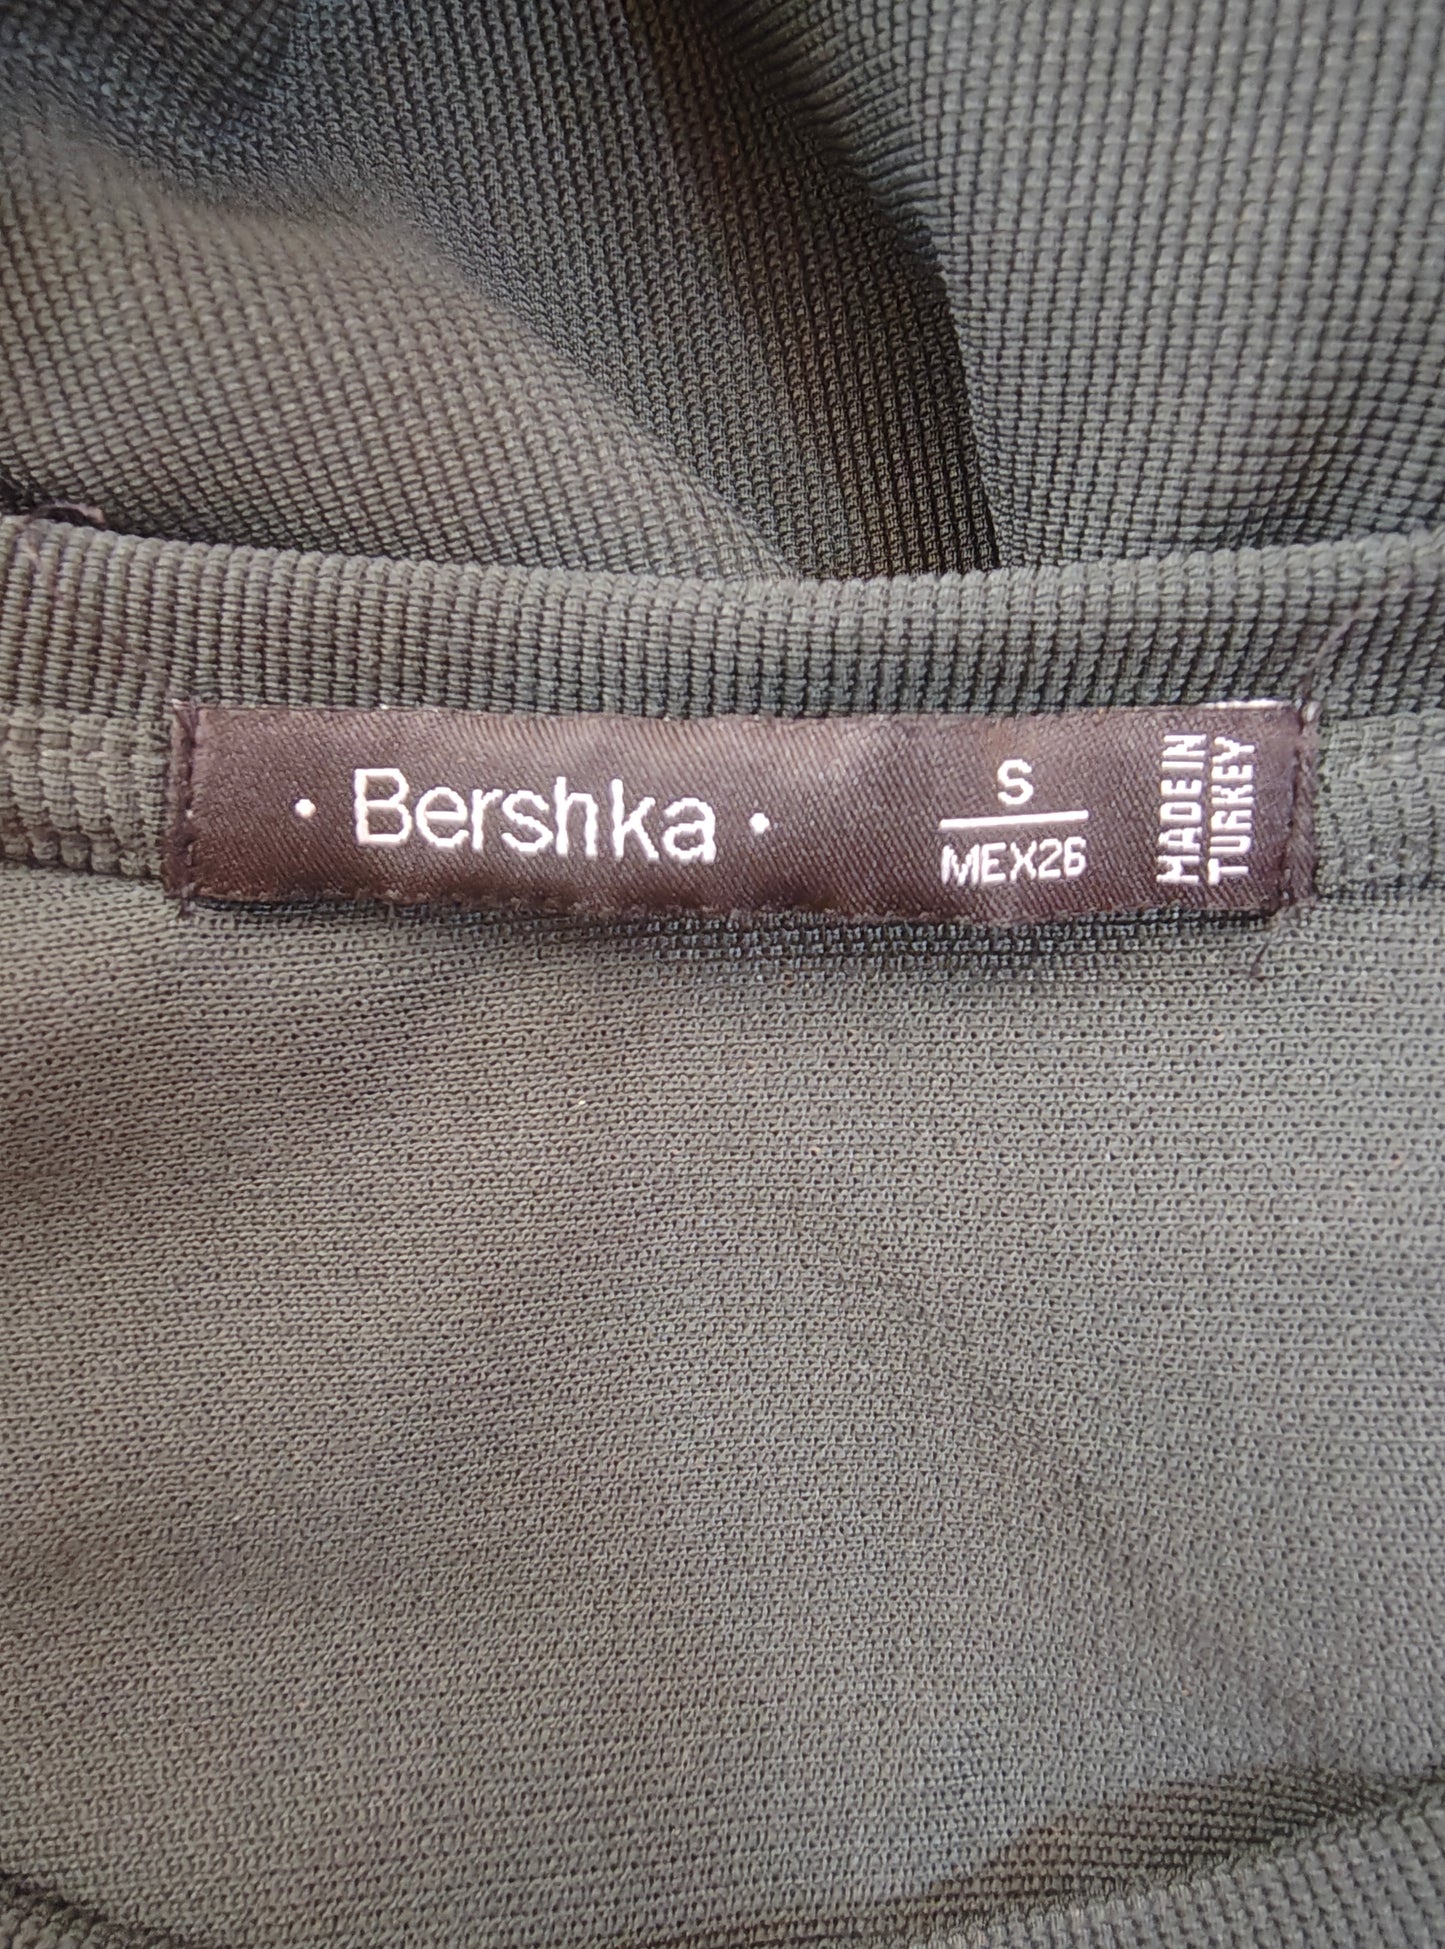 · Bershka ·
S
MEX26
MADE IN
TURKEY